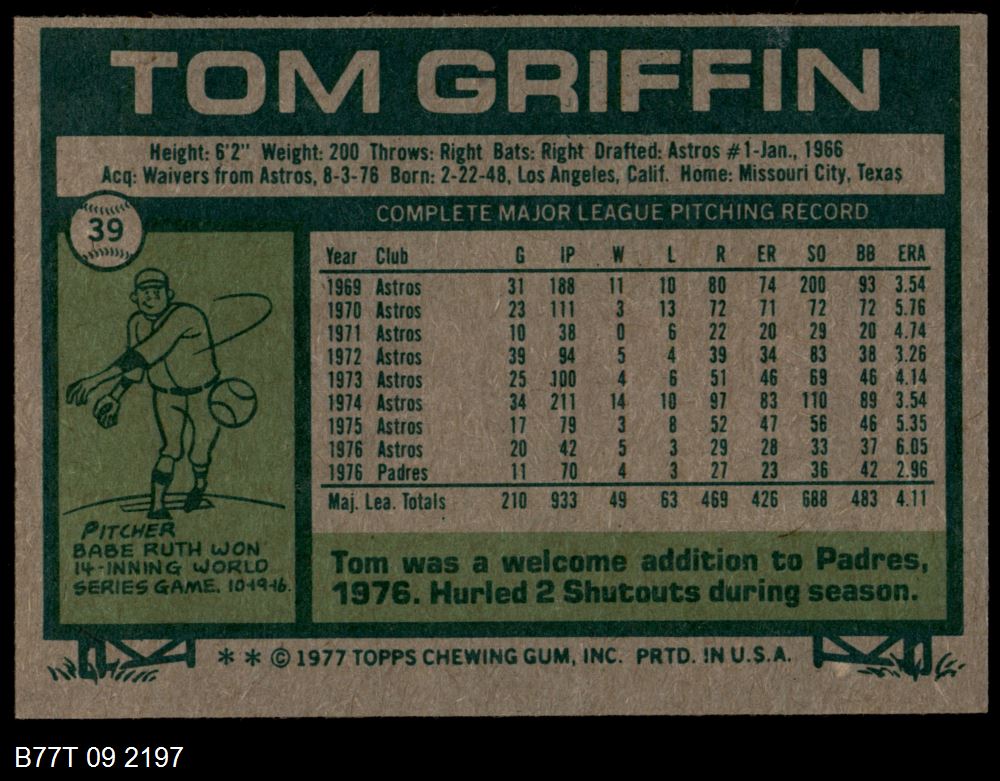 TOM GRIFFIN
Height: 6'2" Weight: 200 Throws: Right Bats: Right Drafted: Astros #1-Jan., 1966
Acq: Waivers from Astros, 8-3-76 Born: 2-22-48, Los Angeles, Calif. Home: Missouri City, Texas
39
COMPLETE MAJOR LEAGUE PITCHING RECORD
Year Club G IP W L R ER SO BB ERA
1969 Astros 31 188 11 10 80 74 200 93 3.54
1970 Astros 23 111 3 13 72 71 72 72 5.76
1971 Astros 10 38 0 6 22 20 29 20 4.74
1972 Astros 39 94 5 4 39 34 83 38 3.26
1973 Astros 25 100 4 6 51 46 69 46 4.14
1974 Astros 34 211 14 10 97 83 110 89 3.54
1975 Astros 17 79 3 8 52 47 56 46 5.35
1976 Astros 20 42 5 3 29 28 33 37 6.05
1976 Padres 11 70 4 3 27 23 36 42 2.96
Maj. Lea. Totals 210 933 49 63 469 426 688 483 4.11
PITCHER
BABE RUTH WON
14-INNING WORLD
SERIES GAME. 10-19-16.
Tom was a welcome addition to Padres,
1976. Hurled 2 Shutouts during season.
* * © 1977 TOPPS CHEWING GUM, INC. PRTD. IN U.S.A.
B77T 09 2197